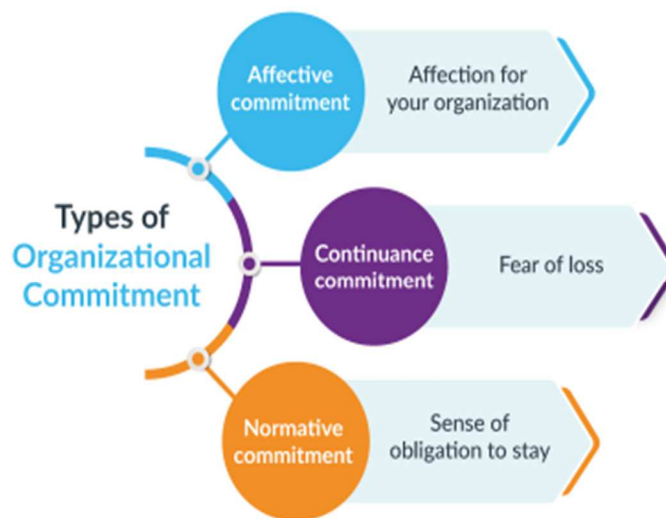 Types of
Organizational
Commitment
Affective
commitment
Affection for
your organization
Continuance
commitment
Fear of loss
Normative
commitment
Sense of
obligation to stay